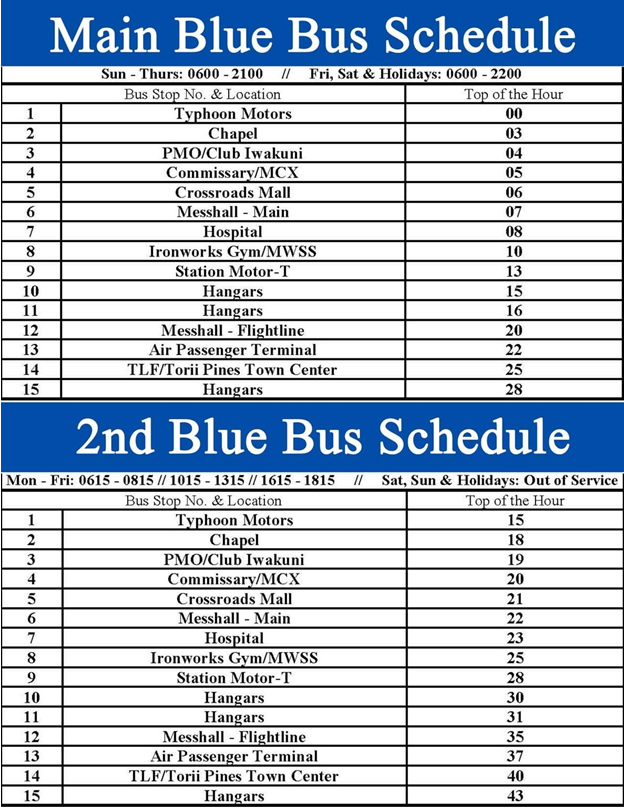 Main Blue Bus Schedule
Sun - Thurs: 0600 - 2100 // Fri, Sat & Holidays: 0600 - 2200
Bus Stop No. & Location Top of the Hour
1 Typhoon Motors 00
2 Chapel 03
3 PMO/Club Iwakuni 04
4 Commissary/MCX 05
5 Crossroads Mall 06
6 Messhall - Main 07
7 Hospital 08
8 Ironworks Gym/MWSS 10
9 Station Motor-T 13
10 Hangars 15
11 Hangars 16
12 Messhall - Flightline 20
13 Air Passenger Terminal 22
14 TLF/Torii Pines Town Center 25
15 Hangars 28
2nd Blue Bus Schedule
Mon - Fri: 0615 - 0815 // 1015 - 1315 // 1615 - 1815 // Sat, Sun & Holidays: Out of Service
Bus Stop No. & Location Top of the Hour
1 Typhoon Motors 15
2 Chapel 18
3 PMO/Club Iwakuni 19
4 Commissary/MCX 20
5 Crossroads Mall 21
6 Messhall - Main 22
7 Hospital 23
8 Ironworks Gym/MWSS 25
9 Station Motor-T 28
10 Hangars 30
11 Hangars 31
12 Messhall - Flightline 35
13 Air Passenger Terminal 37
14 TLF/Torii Pines Town Center 40
15 Hangars 43